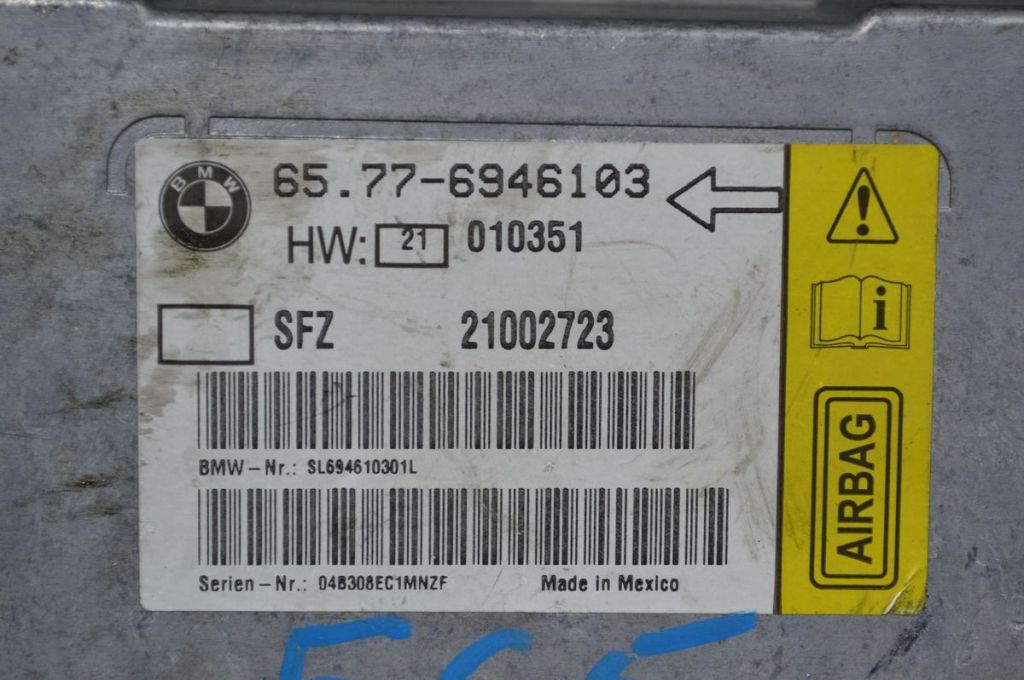 BMW
65.77-6946103
HW: 21 010351
SFZ 21002723
BMW-Nr.: SL694610301L
Serien-Nr.: 04B308EC1MNZF Made in Mexico
i
AIRBAG